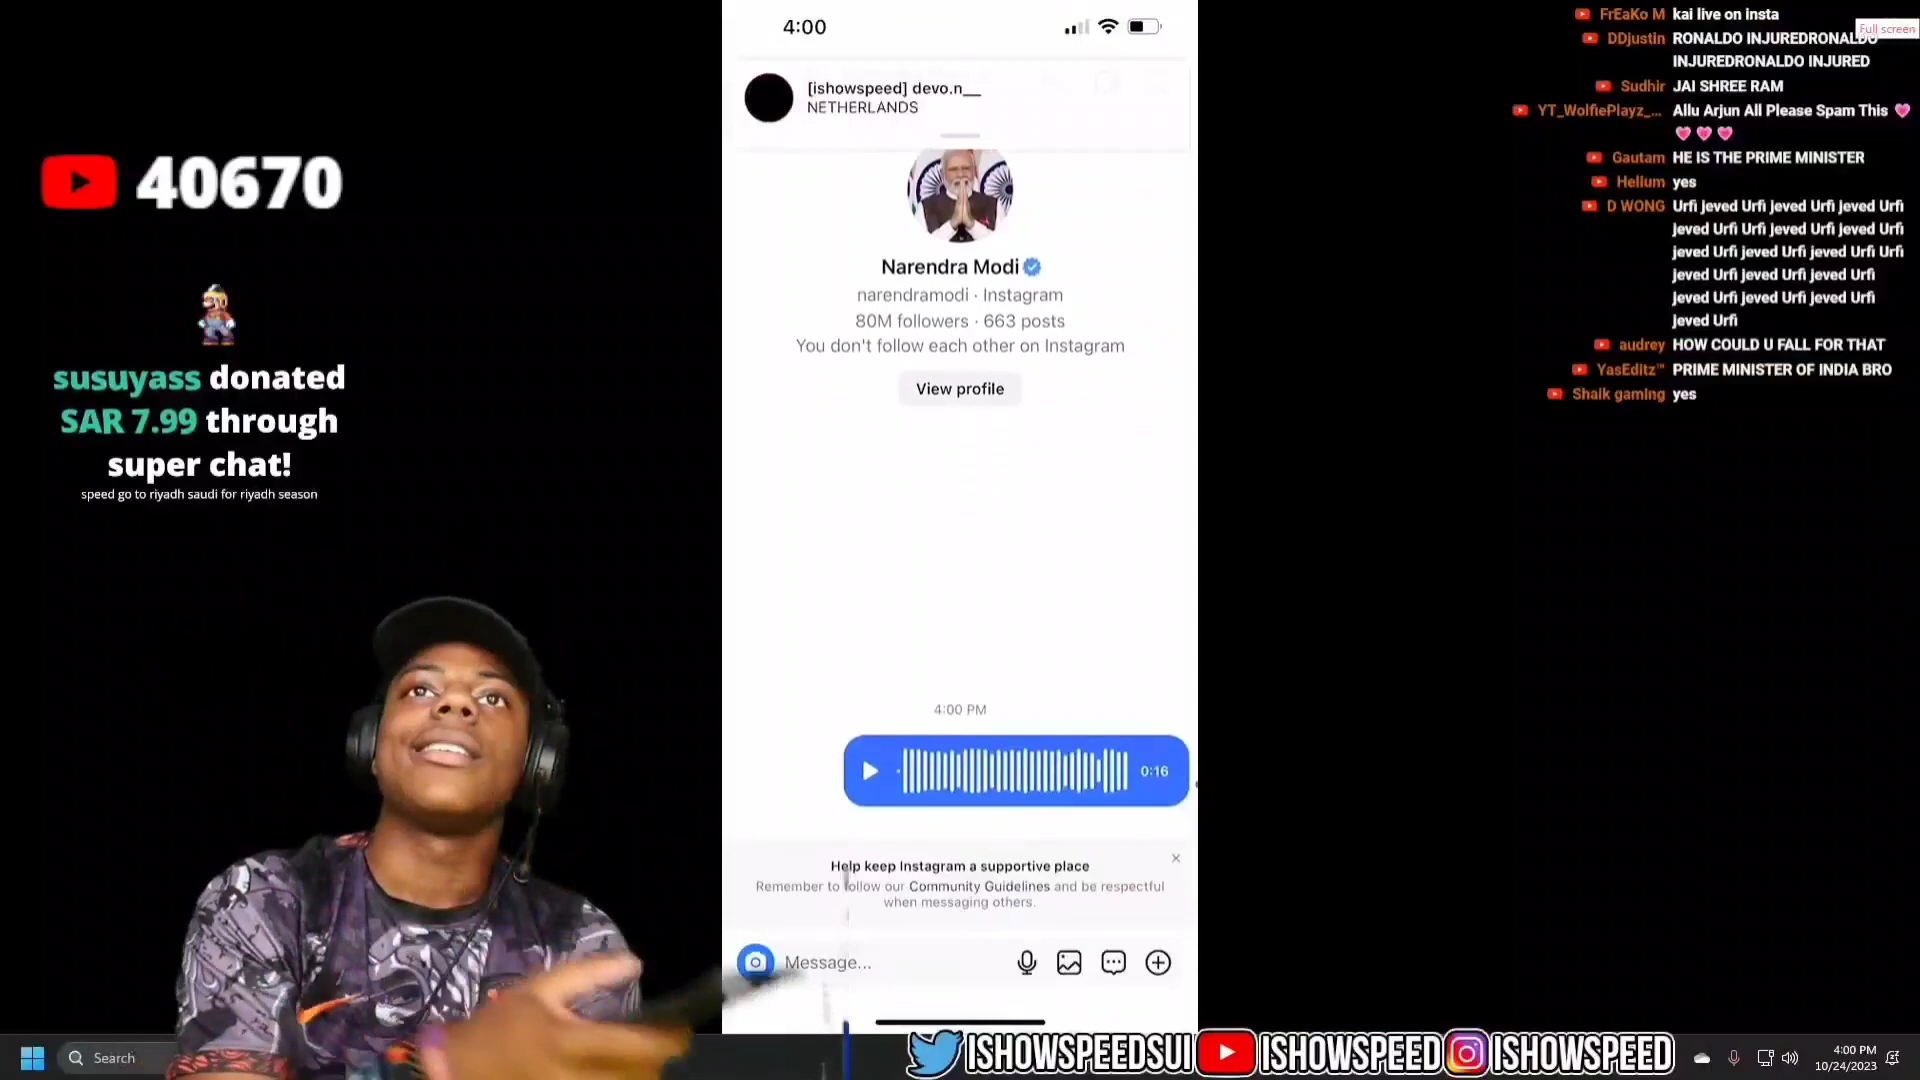 40670
susuyass donated
SAR 7.99 through
super chat!
speed go to riyadh saudi for riyadh season
4:00
[ishowspeed] devo.n__
NETHERLANDS
Narendra Modi
narendramodi · Instagram
80M followers · 663 posts
You don't follow each other on Instagram
View profile
4:00 PM
0:16
Help keep Instagram a supportive place
Remember to follow our Community Guidelines and be respectful
when messaging others.
Message...
FrEaKo M kai live on insta
Full screen
DDjustin RONALDO INJUREDRONALDO
INJUREDRONALDO INJURED
Sudhir JAI SHREE RAM
YT_WolfiePlayz_... Allu Arjun All Please Spam This 💗
💗 💗 💗
Gautam HE IS THE PRIME MINISTER
Hellum yes
D WONG Urfi jeved Urfi jeved Urfi jeved Urfi
jeved Urfi Urfi jeved Urfi jeved Urfi
jeved Urfi jeved Urfi jeved Urfi Urfi
jeved Urfi jeved Urfi jeved Urfi
jeved Urfi jeved Urfi jeved Urfi
jeved Urfi
audrey HOW COULD U FALL FOR THAT
YasEditz™ PRIME MINISTER OF INDIA BRO
Shaik gaming yes
Search
ISHOWSPEEDSUI ISHOWSPEED ISHOWSPEED
4:00 PM
10/24/2023